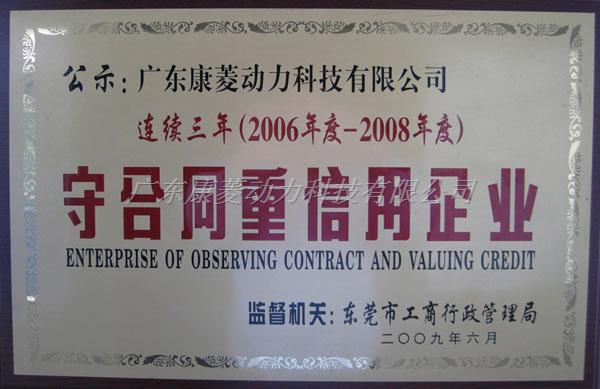 公示：广东康菱动力科技有限公司
连续三年(2006年度-2008年度)
守合同重信用企业
广东康菱动力科技有限公司
ENTERPRISE OF OBSERVING CONTRACT AND VALUING CREDIT
监督机关：东莞市工商行政管理局
二〇〇九年六月